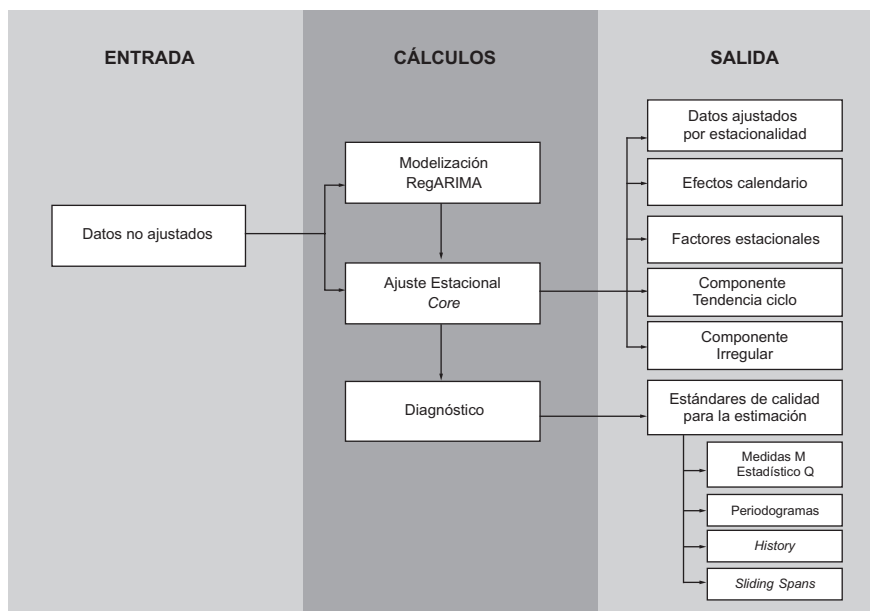 ENTRADA
CÁLCULOS
SALIDA
Datos no ajustados
Modelización
RegARIMA
Ajuste Estacional
Core
Diagnóstico
Datos ajustados
por estacionalidad
Efectos calendario
Factores estacionales
Componente
Tendencia ciclo
Componente
Irregular
Estándares de calidad
para la estimación
Medidas M
Estadístico Q
Periodogramas
History
Sliding Spans